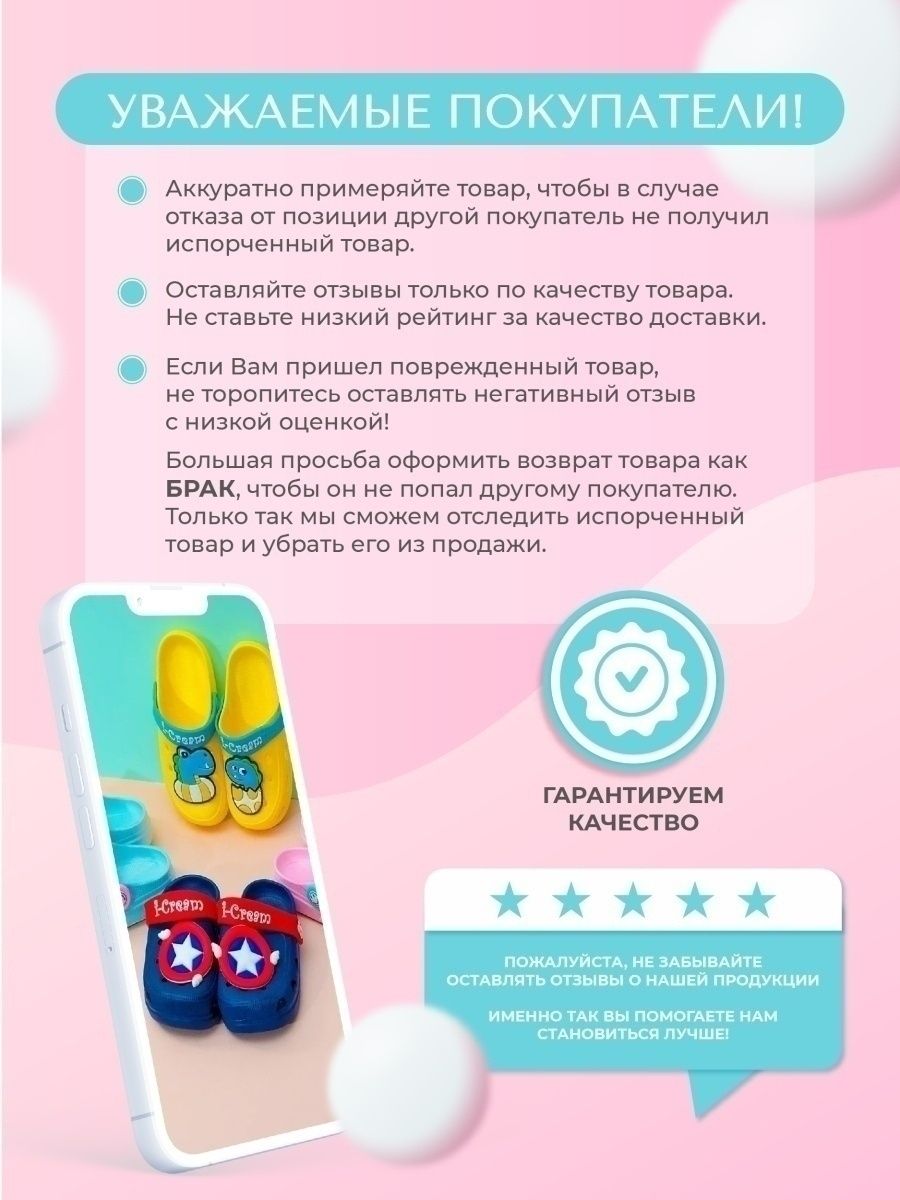 УВАЖАЕМЫЕ ПОКУПАТЕЛИ!
Аккуратно примеряйте товар, чтобы в случае
отказа от позиции другой покупатель не получил
испорченный товар.
Оставляйте отзывы только по качеству товара.
Не ставьте низкий рейтинг за качество доставки.
Если Вам пришел поврежденный товар,
не торопитесь оставлять негативный отзыв
с низкой оценкой!
Большая просьба оформить возврат товара как
БРАК, чтобы он не попал другому покупателю.
Только так мы сможем отследить испорченный
товар и убрать его из продажи.
I-Cream
I-Cream
I-Cream
I-Cream
ГАРАНТИРУЕМ
КАЧЕСТВО
ПОЖАЛУЙСТА, НЕ ЗАБЫВАЙТЕ
ОСТАВЛЯТЬ ОТЗЫВЫ О НАШЕЙ ПРОДУКЦИИ
ИМЕННО ТАК ВЫ ПОМОГАЕТЕ НАМ
СТАНОВИТЬСЯ ЛУЧШЕ!